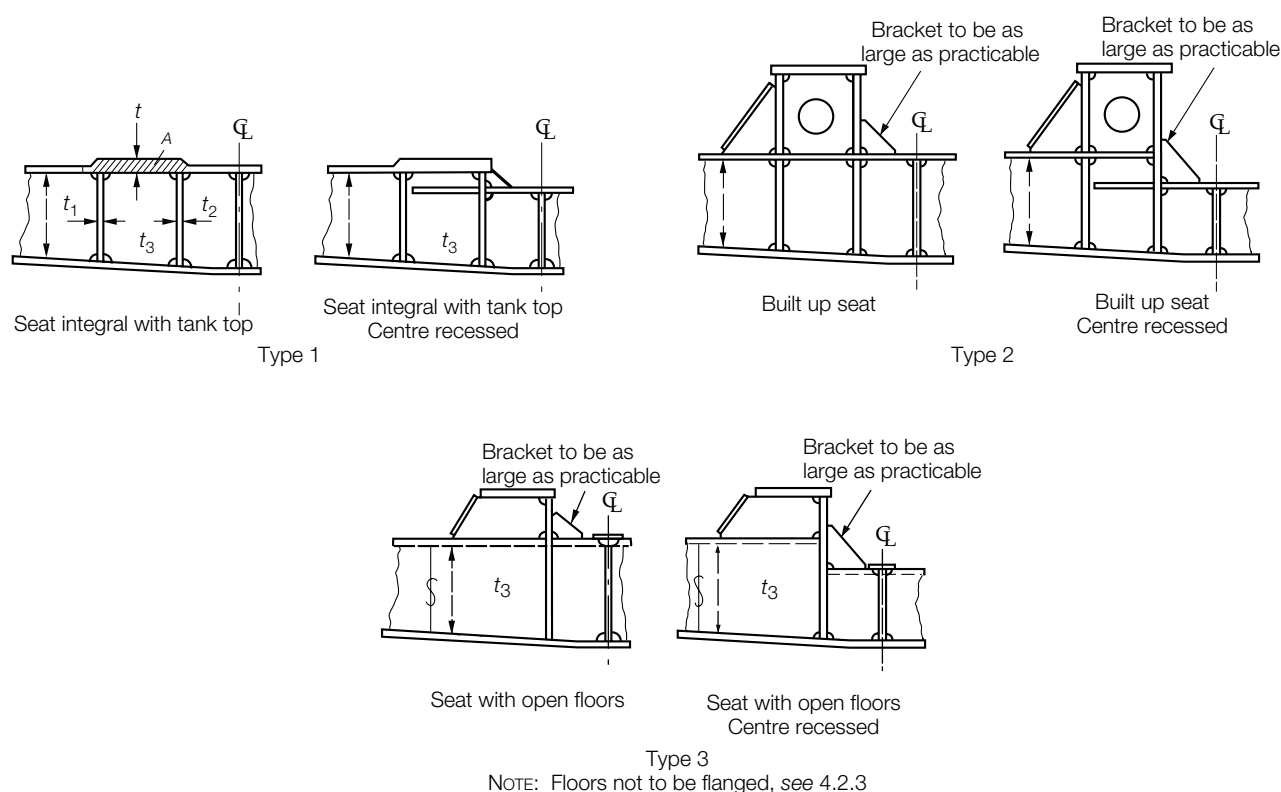 t
A
℄
t1
t2
t3
Seat integral with tank top
℄
t3
Seat integral with tank top
Centre recessed
Type 1
Bracket to be as
large as practicable
℄
Built up seat
Bracket to be as
large as practicable
℄
Built up seat
Centre recessed
Type 2
Bracket to be as
large as practicable
℄
t3
Seat with open floors
Bracket to be as
large as practicable
℄
t3
Seat with open floors
Centre recessed
Type 3
NOTE: Floors not to be flanged, see 4.2.3